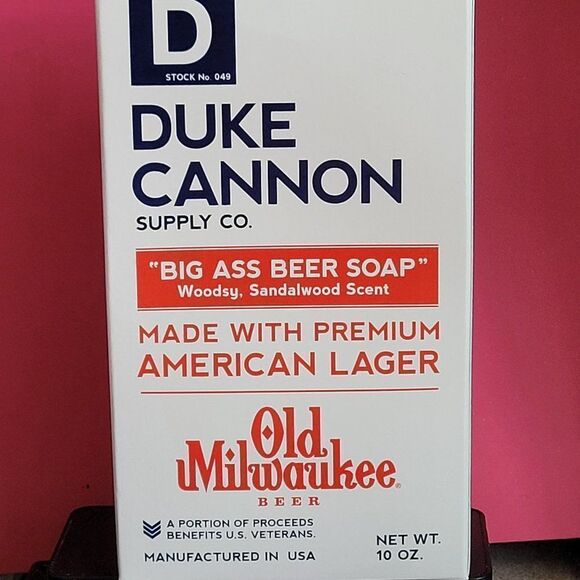 D
STOCK No. 049
DUKE
CANNON
SUPPLY CO.
"BIG ASS BEER SOAP"
Woodsy, Sandalwood Scent
MADE WITH PREMIUM
AMERICAN LAGER
Old
Milwaukee®
BEER
A PORTION OF PROCEEDS
BENEFITS U.S. VETERANS.
MANUFACTURED IN USA
NET WT.
10 OZ.